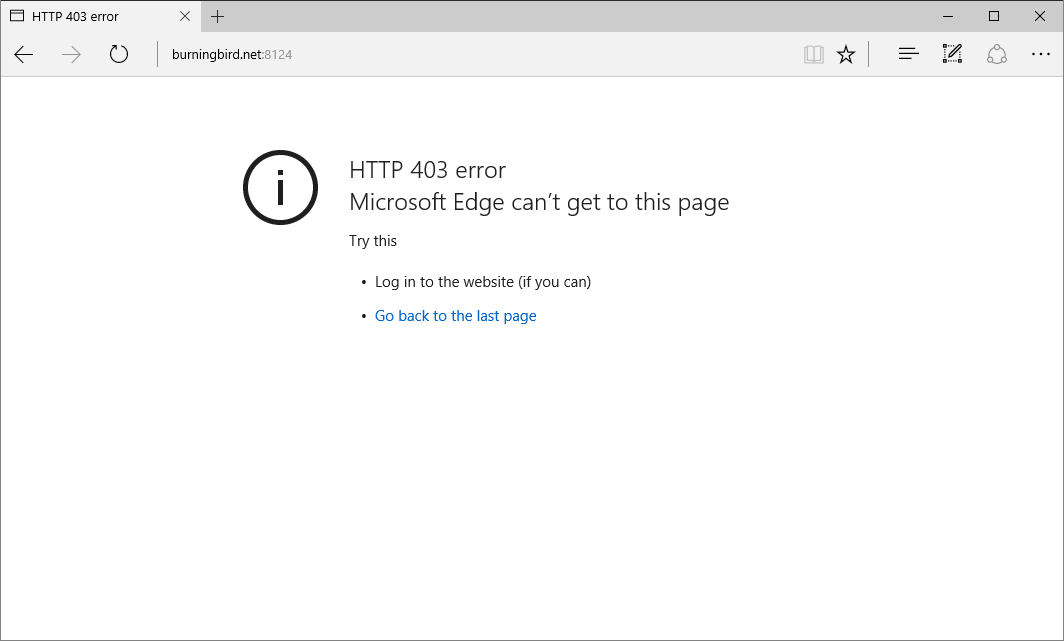 HTTP 403 error
burningbird.net:8124
HTTP 403 error
Microsoft Edge can’t get to this page
Try this
• Log in to the website (if you can)
• Go back to the last page